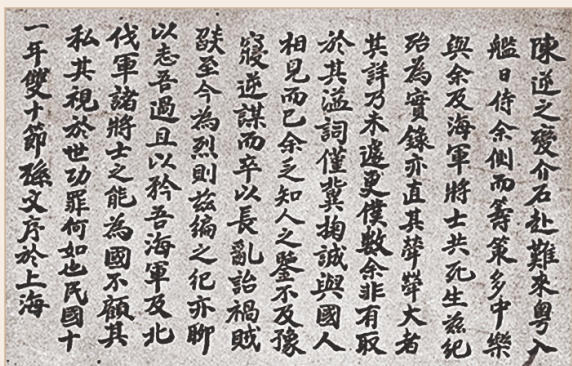 陳逆之變介石赴難來粵入
艦日侍余側而籌策多中樂
與余及海軍將士共死生茲紀
殆為實錄亦直其犖犖大者
其詳乃未遽更僕數余非有取
於其溢詞僅冀掬誠與國人
相見而已余乏知人之鑒不及豫
寢逆謀而卒以長亂詒禍賊
燄至今為烈則茲編之紀亦聊
以志吾過且以矜吾海軍及北
伐軍諸將士之能為國不顧其
私其視於世功罪何如也民國十
一年雙十節孫文序於上海